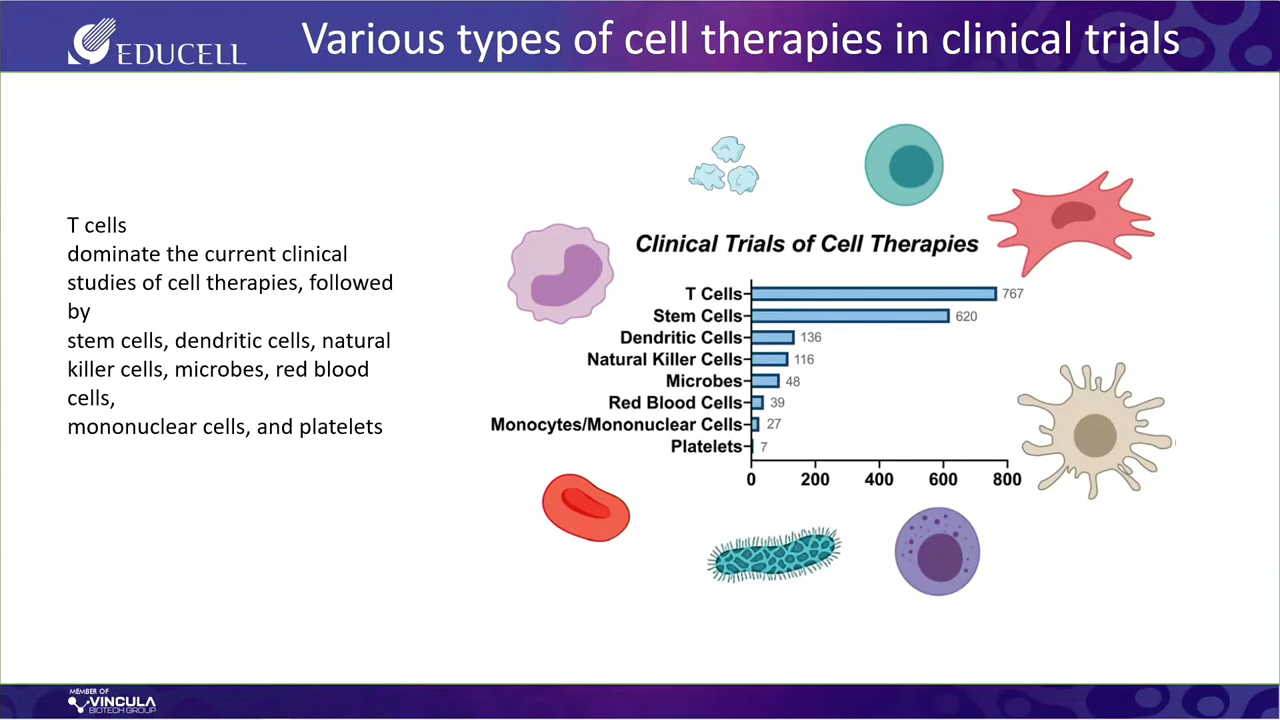 EDUCELL
Various types of cell therapies in clinical trials
T cells
dominate the current clinical
studies of cell therapies, followed
by
stem cells, dendritic cells, natural
killer cells, microbes, red blood
cells,
mononuclear cells, and platelets
Clinical Trials of Cell Therapies
T Cells 767
Stem Cells 620
Dendritic Cells 136
Natural Killer Cells 116
Microbes 48
Red Blood Cells 39
Monocytes/Mononuclear Cells 27
Platelets 7
0 200 400 600 800
MEMBER OF
VINCULA
BIOTECH GROUP